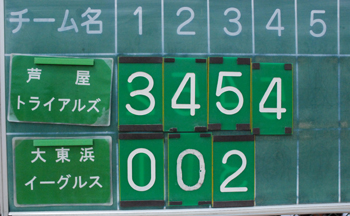 チーム名 1 2 3 4 5
芦屋
トライアルズ
3 4 5 4
大東浜
イーグルス
0 0 2